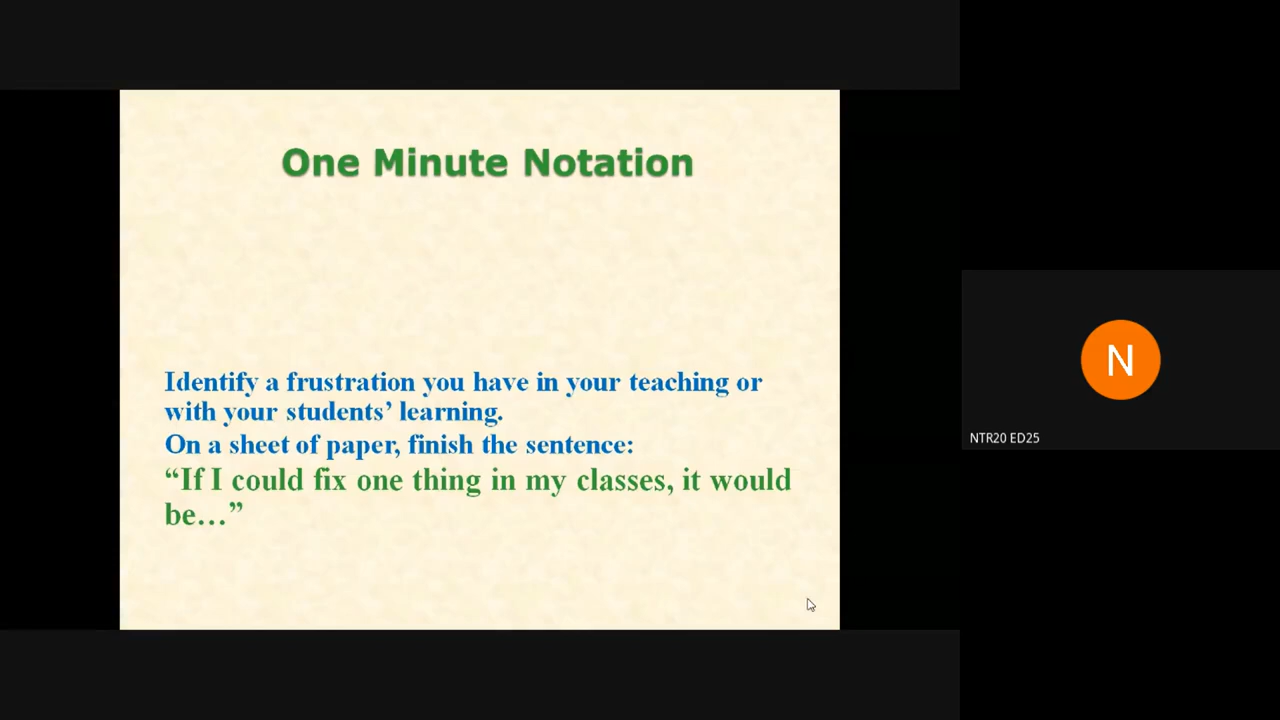 One Minute Notation
Identify a frustration you have in your teaching or
with your students’ learning.
On a sheet of paper, finish the sentence:
“If I could fix one thing in my classes, it would
be…”
N
NTR20 ED25